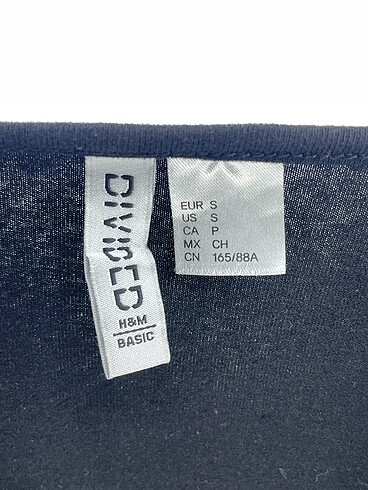 DIVIDED
H&M
BASIC
EUR S
US S
CA P
MX CH
CN 165/88A